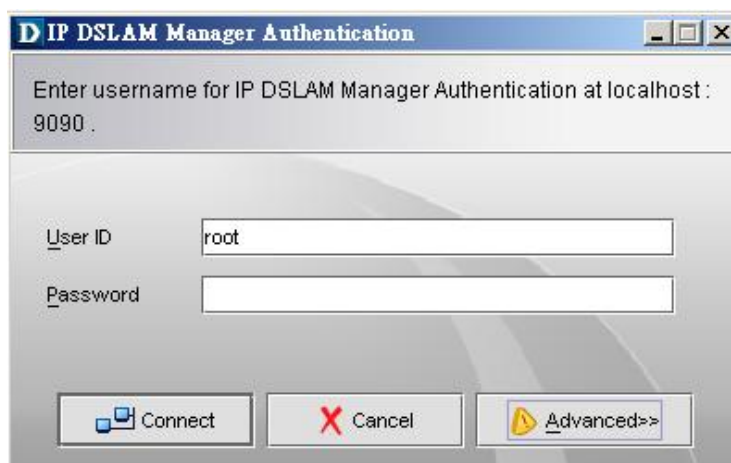 D IP DSLAM Manager Authentication
Enter username for IP DSLAM Manager Authentication at localhost :
9090 .
User ID
root
Password
Connect
Cancel
Advanced>>